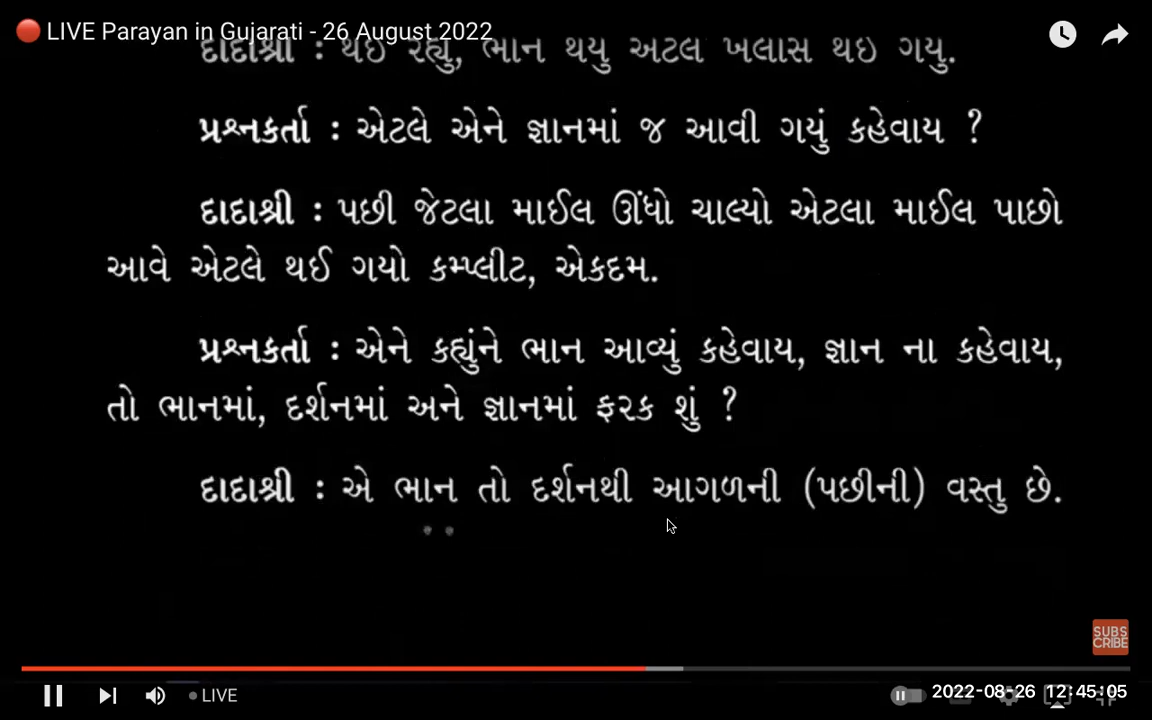 LIVE Parayan in Gujarati - 26 August 2022
દાદાશ્રી : થઈ રહ્યું, ભાન થયુ એટલે ખલાસ થઇ ગયુ.
પ્રશ્નકર્તા : એટલે એને જ્ઞાનમાં જ આવી ગયું કહેવાય ?
દાદાશ્રી : પછી જેટલા માઈલ ઊંધો ચાલ્યો એટલા માઈલ પાછો
આવે એટલે થઈ ગયો કમ્પ્લીટ, એકદમ.
પ્રશ્નકર્તા : એને કહ્યુંને ભાન આવ્યું કહેવાય, જ્ઞાન ના કહેવાય,
તો ભાનમાં, દર્શનમાં અને જ્ઞાનમાં ફરક શું ?
દાદાશ્રી : એ ભાન તો દર્શનથી આગળની (પછીની) વસ્તુ છે.
SUBS
CRIBE
LIVE
2022-08-26 12:45:05